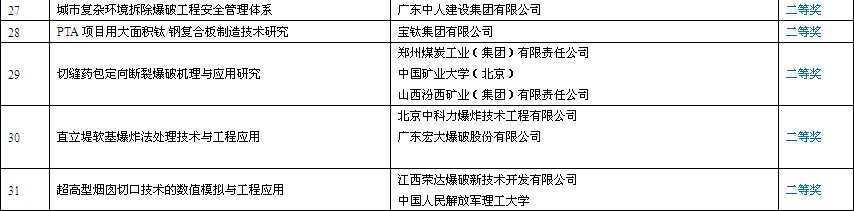 27 城市复杂环境拆除爆破工程安全管理体系 广东中人建设集团有限公司 二等奖
28 PTA 项目用大面积钛/钢复合板制造技术研究 宝钛集团有限公司 二等奖
郑州煤炭工业（集团）有限责任公司
29 切缝药包定向断裂爆破机理与应用研究 中国矿业大学（北京） 二等奖
山西汾西矿业（集团）有限责任公司
北京中科力爆炸技术工程有限公司
30 直立堤软基爆炸法处理技术与工程应用 广东宏大爆破股份有限公司 二等奖
江西荣达爆破新技术开发有限公司
31 超高型烟囱切口技术的数值模拟与工程应用 二等奖
中国人民解放军理工大学